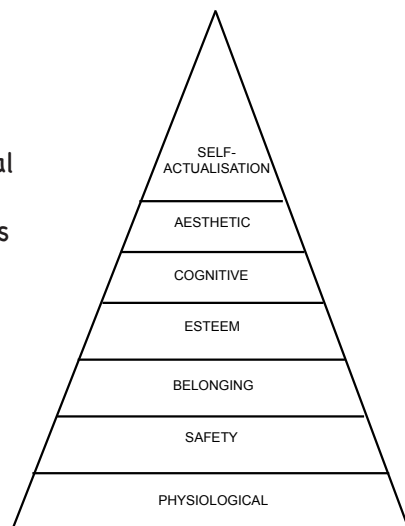 SELF-
ACTUALISATION
AESTHETIC
COGNITIVE
ESTEEM
BELONGING
SAFETY
PHYSIOLOGICAL